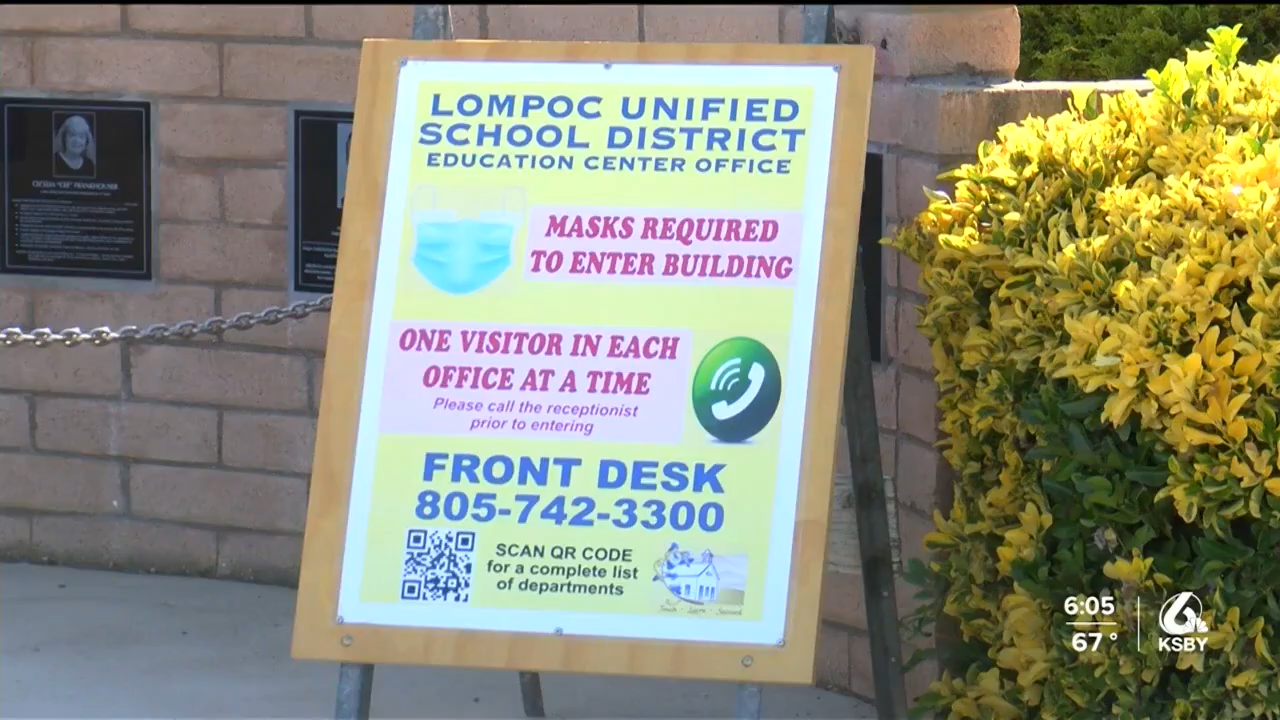 LOMPOC UNIFIED
SCHOOL DISTRICT
EDUCATION CENTER OFFICE
MASKS REQUIRED
TO ENTER BUILDING
ONE VISITOR IN EACH
OFFICE AT A TIME
Please call the receptionist
prior to entering
FRONT DESK
805-742-3300
SCAN QR CODE
for a complete list
of departments
6:05
67°
6
KSBY